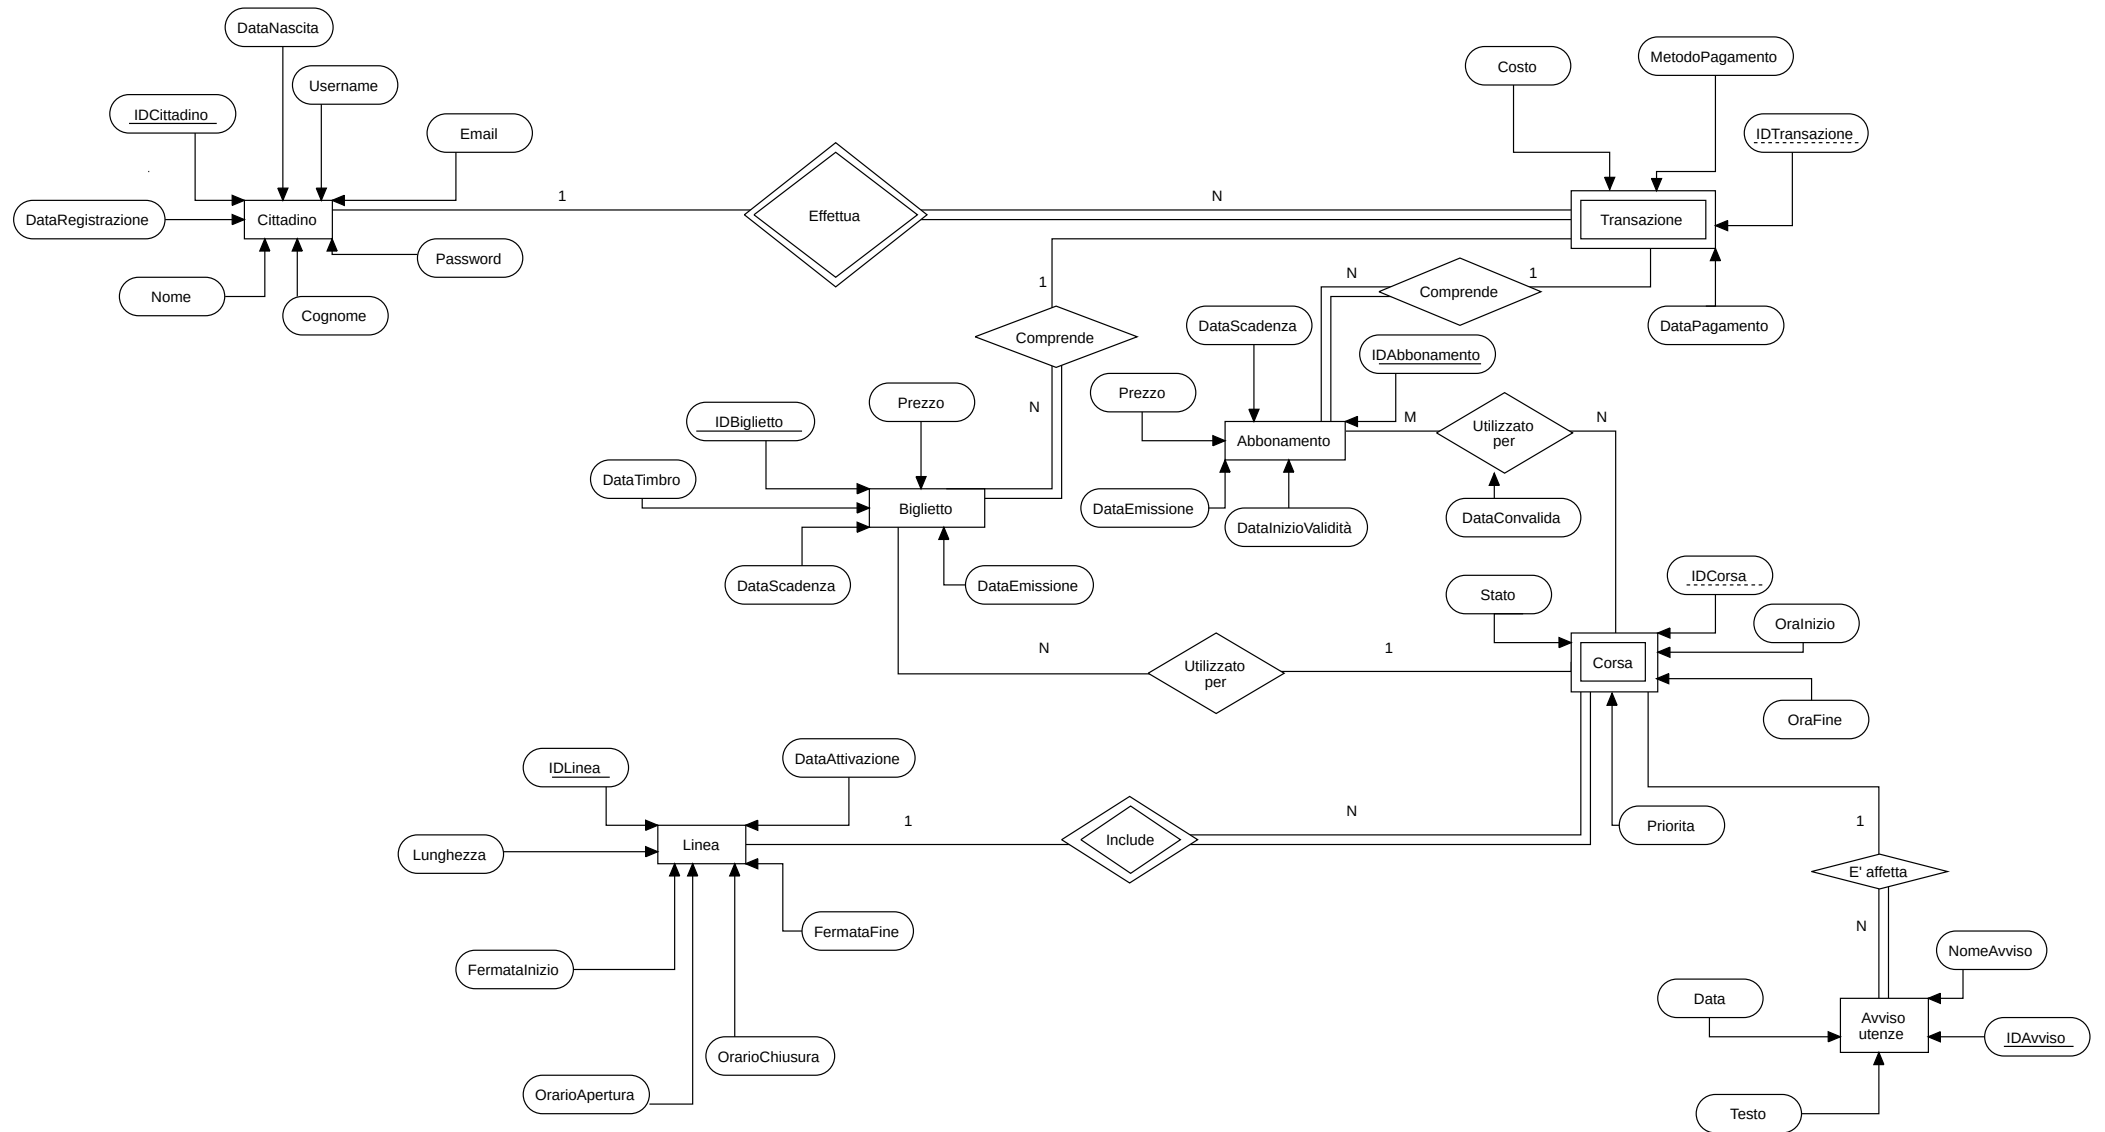 DataNascita
Username
IDCittadino
Email
DataRegistrazione
Cittadino
Password
Nome
Cognome
1
Effettua
N
Costo
MetodoPagamento
IDTransazione
Transazione
DataPagamento
1
Comprende
N
N
Comprende
1
DataScadenza
IDAbbonamento
Prezzo
Abbonamento
DataEmissione
DataInizioValidità
M
Utilizzato
per
N
DataConvalida
IDBiglietto
Prezzo
DataTimbro
Biglietto
DataScadenza
DataEmissione
N
Utilizzato
per
1
Stato
IDCorsa
OraInizio
Corsa
OraFine
Priorita
IDLinea
DataAttivazione
Lunghezza
Linea
FermataFine
FermataInizio
OrarioChiusura
OrarioApertura
1
Include
N
1
E' affetta
N
NomeAvviso
Data
Avviso
utenze
IDAvviso
Testo